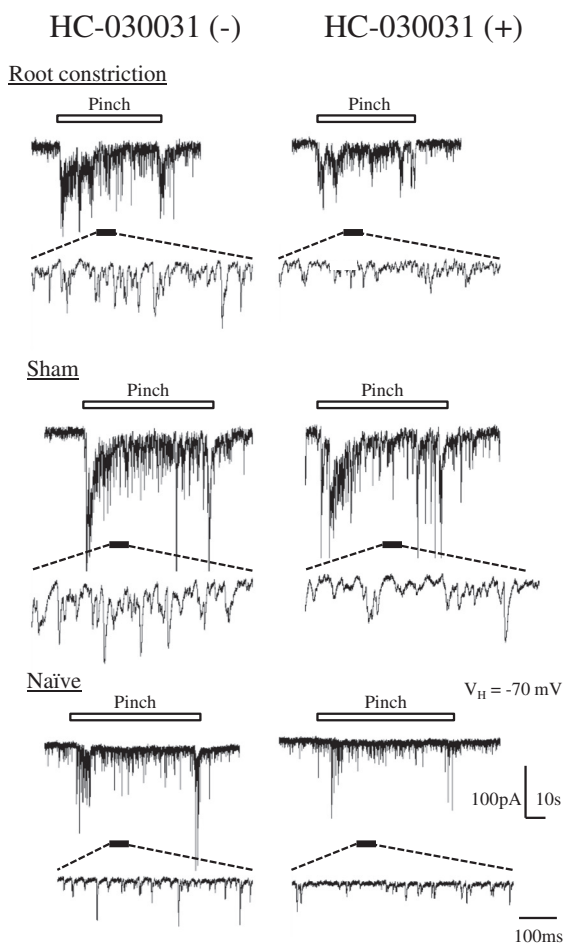 HC-030031 (-) HC-030031 (+)
Root constriction
Pinch Pinch
Sham
Pinch Pinch
Naïve
V_H = -70 mV
Pinch Pinch
100pA 10s
100ms